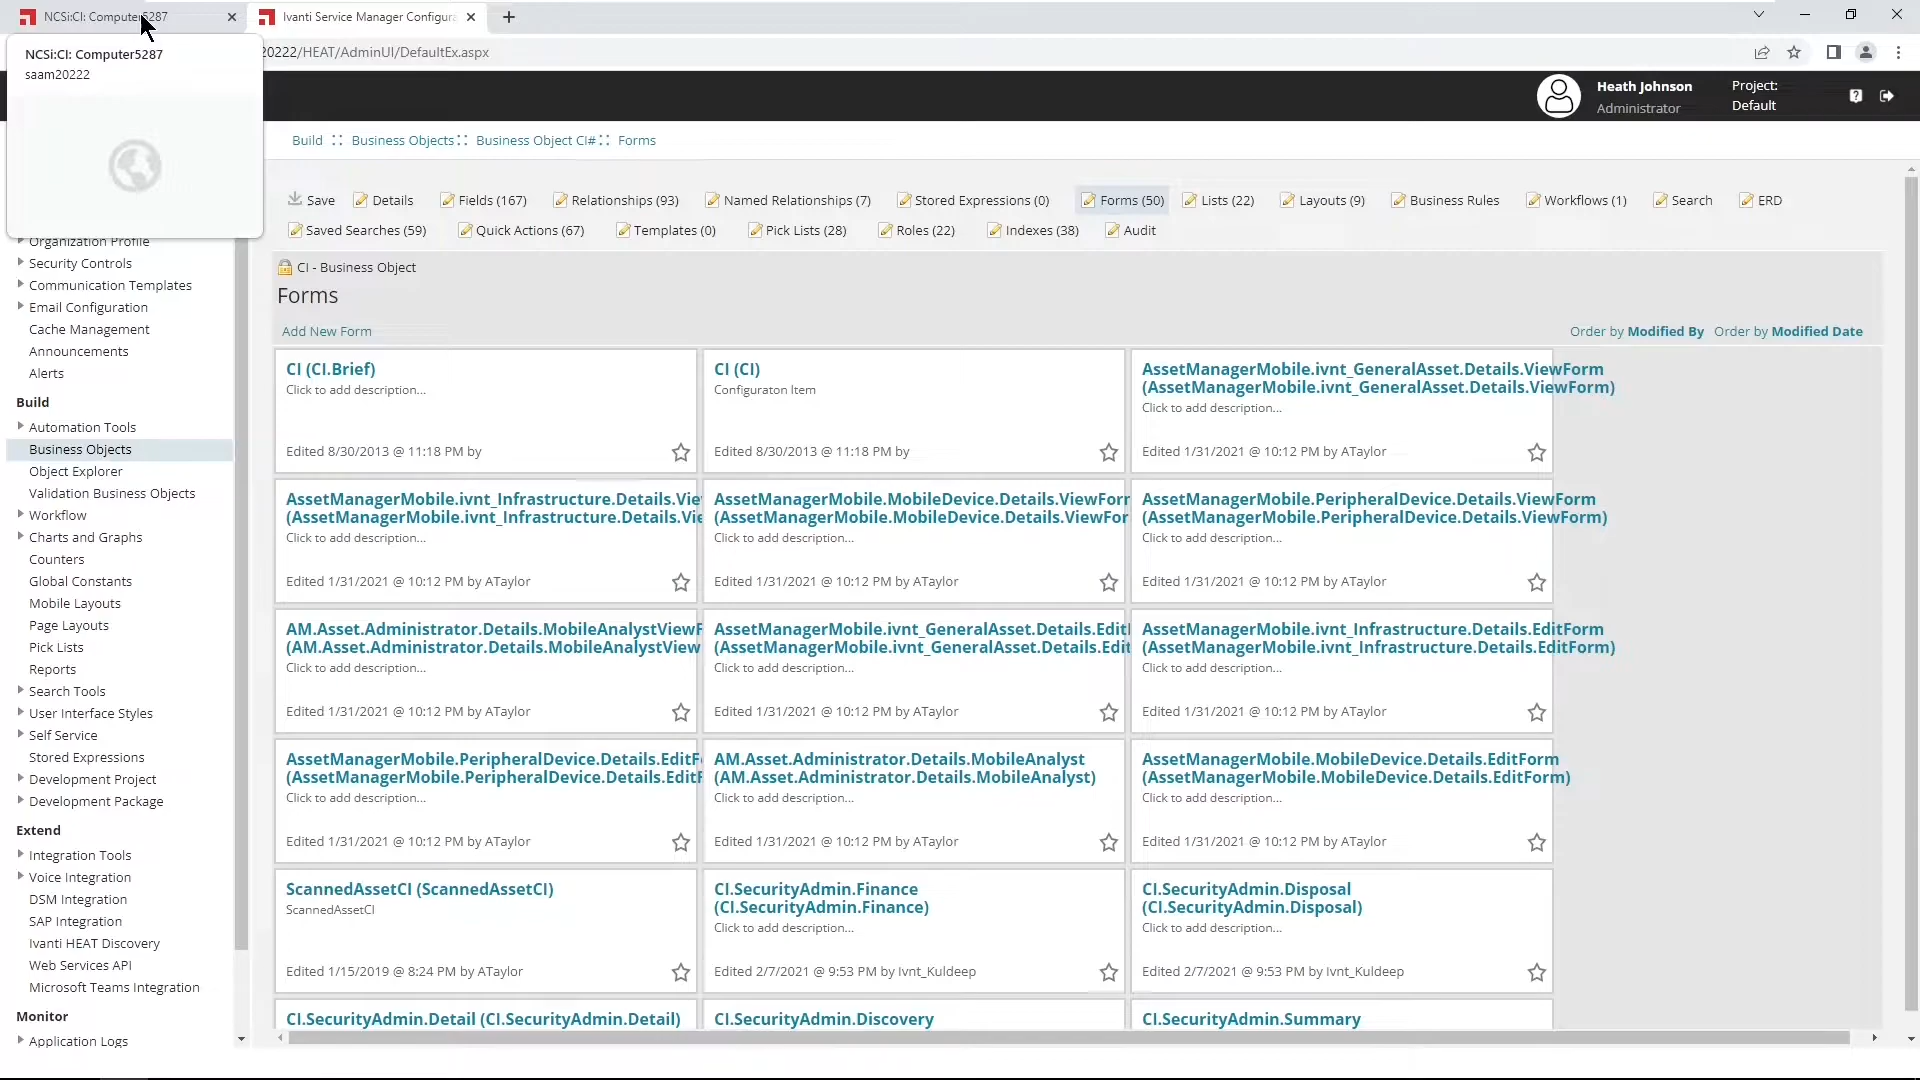 NCSi:CI: Computer5287
Ivanti Service Manager Configura
NCSi:CI: Computer5287
saam20222
20222/HEAT/AdminUI/DefaultEx.aspx
Heath Johnson
Administrator
Project:
Default
Build :: Business Objects :: Business Object CI# :: Forms
Save Details Fields (167) Relationships (93) Named Relationships (7) Stored Expressions (0) Forms (50) Lists (22) Layouts (9) Business Rules Workflows (1) Search ERD
Saved Searches (59) Quick Actions (67) Templates (0) Pick Lists (28) Roles (22) Indexes (38) Audit
Organization Profile
Security Controls
Communication Templates
Email Configuration
Cache Management
Announcements
Alerts
Build
Automation Tools
Business Objects
Object Explorer
Validation Business Objects
Workflow
Charts and Graphs
Counters
Global Constants
Mobile Layouts
Page Layouts
Pick Lists
Reports
Search Tools
User Interface Styles
Self Service
Stored Expressions
Development Project
Development Package
Extend
Integration Tools
Voice Integration
DSM Integration
SAP Integration
Ivanti HEAT Discovery
Web Services API
Microsoft Teams Integration
Monitor
Application Logs
CI - Business Object
Forms
Add New Form
Order by Modified By Order by Modified Date
CI (CI.Brief)
Click to add description...
Edited 8/30/2013 @ 11:18 PM by
CI (CI)
Configuraton Item
Edited 8/30/2013 @ 11:18 PM by
AssetManagerMobile.ivnt_GeneralAsset.Details.ViewForm
(AssetManagerMobile.ivnt_GeneralAsset.Details.ViewForm)
Click to add description...
Edited 1/31/2021 @ 10:12 PM by ATaylor
AssetManagerMobile.ivnt_Infrastructure.Details.Vie
(AssetManagerMobile.ivnt_Infrastructure.Details.Vie
Click to add description...
Edited 1/31/2021 @ 10:12 PM by ATaylor
AssetManagerMobile.MobileDevice.Details.ViewForm
(AssetManagerMobile.MobileDevice.Details.ViewFor
Click to add description...
Edited 1/31/2021 @ 10:12 PM by ATaylor
AssetManagerMobile.PeripheralDevice.Details.ViewForm
(AssetManagerMobile.PeripheralDevice.Details.ViewForm)
Click to add description...
Edited 1/31/2021 @ 10:12 PM by ATaylor
AM.Asset.Administrator.Details.MobileAnalystViewF
(AM.Asset.Administrator.Details.MobileAnalystView
Click to add description...
Edited 1/31/2021 @ 10:12 PM by ATaylor
AssetManagerMobile.ivnt_GeneralAsset.Details.Edit
(AssetManagerMobile.ivnt_GeneralAsset.Details.Edit
Click to add description...
Edited 1/31/2021 @ 10:12 PM by ATaylor
AssetManagerMobile.ivnt_Infrastructure.Details.EditForm
(AssetManagerMobile.ivnt_Infrastructure.Details.EditForm)
Click to add description...
Edited 1/31/2021 @ 10:12 PM by ATaylor
AssetManagerMobile.PeripheralDevice.Details.EditF
(AssetManagerMobile.PeripheralDevice.Details.EditF
Click to add description...
Edited 1/31/2021 @ 10:12 PM by ATaylor
AM.Asset.Administrator.Details.MobileAnalyst
(AM.Asset.Administrator.Details.MobileAnalyst)
Click to add description...
Edited 1/31/2021 @ 10:12 PM by ATaylor
AssetManagerMobile.MobileDevice.Details.EditForm
(AssetManagerMobile.MobileDevice.Details.EditForm)
Click to add description...
Edited 1/31/2021 @ 10:12 PM by ATaylor
ScannedAssetCI (ScannedAssetCI)
ScannedAssetCI
Edited 1/15/2019 @ 8:24 PM by ATaylor
CI.SecurityAdmin.Finance
(CI.SecurityAdmin.Finance)
Click to add description...
Edited 2/7/2021 @ 9:53 PM by Ivnt_Kuldeep
CI.SecurityAdmin.Disposal
(CI.SecurityAdmin.Disposal)
Click to add description...
Edited 2/7/2021 @ 9:53 PM by Ivnt_Kuldeep
CI.SecurityAdmin.Detail (CI.SecurityAdmin.Detail)
CI.SecurityAdmin.Discovery
CI.SecurityAdmin.Summary